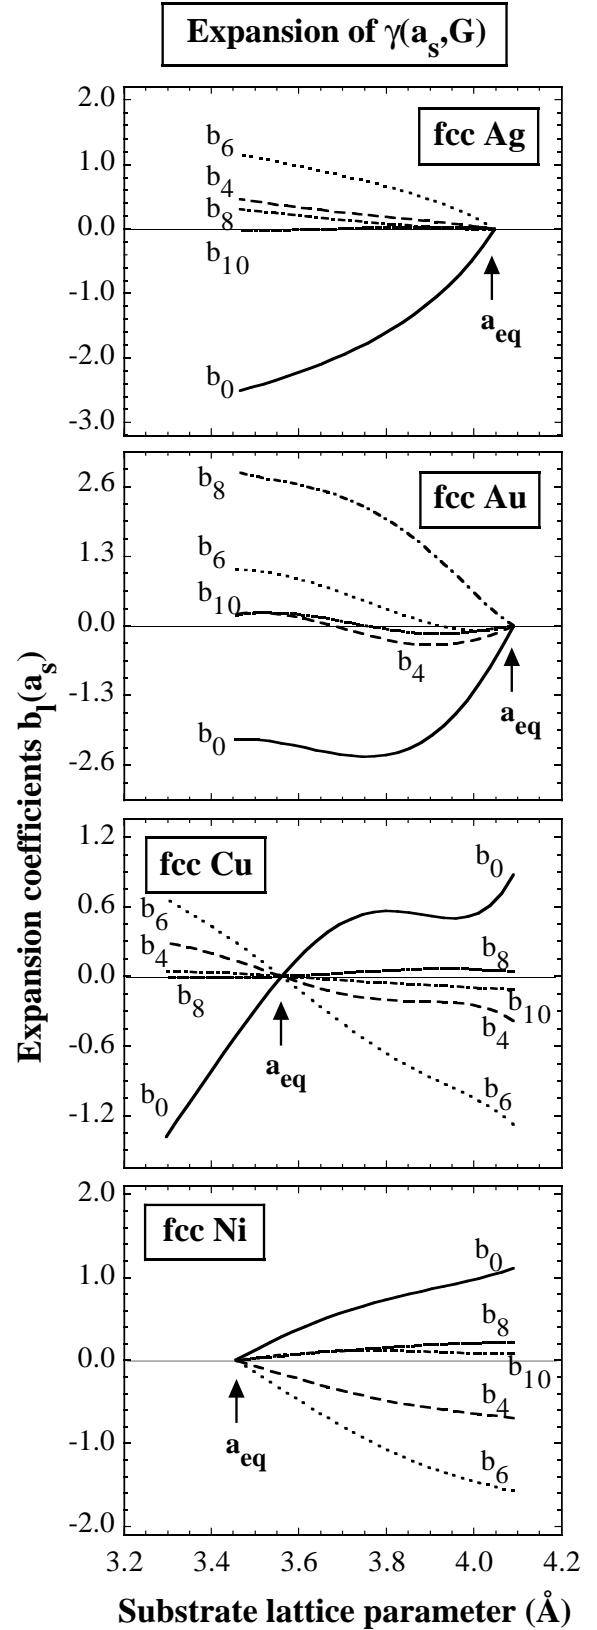 Expansion of γ(a_s,G)
fcc Ag
2.0
1.0
0.0
-1.0
-2.0
-3.0
b_6
b_4
b_8
b_10
b_0
a_eq
fcc Au
2.6
1.3
0.0
-1.3
-2.6
b_8
b_6
b_10
b_4
b_0
a_eq
Expansion coefficients b_l(a_s)
fcc Cu
1.2
0.6
0.0
-0.6
-1.2
b_0
b_6
b_4
b_8
b_8
b_10
b_4
a_eq
b_6
b_0
fcc Ni
2.0
1.0
0.0
-1.0
-2.0
b_0
b_8
b_10
b_4
a_eq
b_6
3.2 3.4 3.6 3.8 4.0 4.2
Substrate lattice parameter (Å)